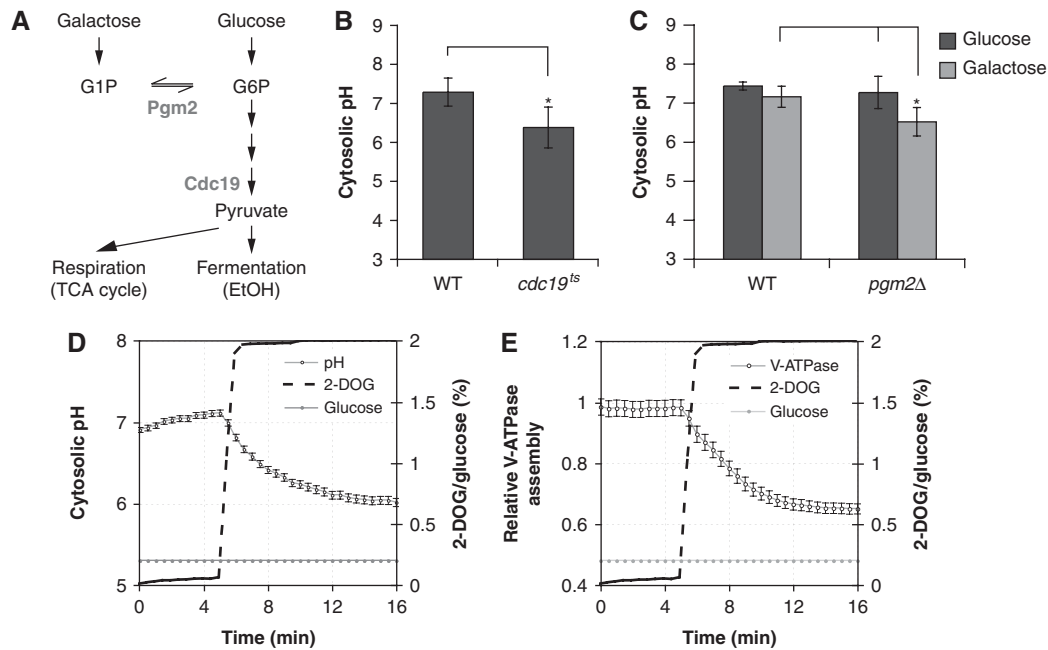 A
Galactose
Glucose
G1P
G6P
Pgm2
Cdc19
Pyruvate
Respiration
(TCA cycle)
Fermentation
(EtOH)
B
Cytosolic pH
9
8
7
6
5
4
3
*
WT
cdc19ts
C
Cytosolic pH
9
8
7
6
5
4
3
*
Glucose
Galactose
WT
pgm2Δ
D
Cytosolic pH
8
7
6
5
pH
2-DOG
Glucose
2
1.5
1
0.5
0
2-DOG/glucose (%)
0
4
8
12
16
Time (min)
E
Relative V-ATPase
assembly
1.2
1
0.8
0.6
0.4
V-ATPase
2-DOG
Glucose
2
1.5
1
0.5
0
2-DOG/glucose (%)
0
4
8
12
16
Time (min)